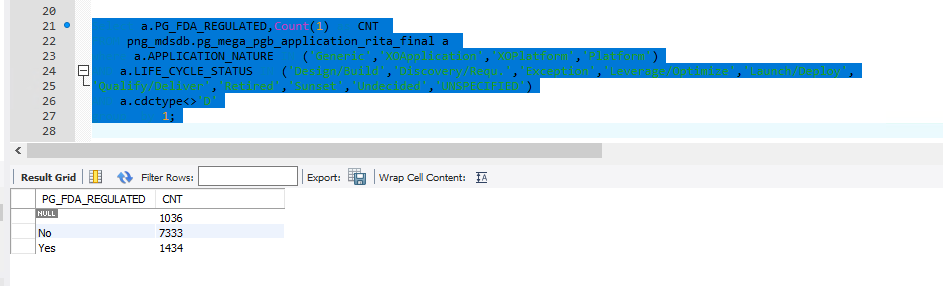 20
21 a.PG_FDA_REGULATED,Count(1) CNT
22 png_mdsdb.pg_mega_pgb_application_rita_final a
23 a.APPLICATION_NATURE ('Generic','XOApplication','XOPlatform','Platform')
24 a.LIFE_CYCLE_STATUS ('Design/Build','Discovery/Requ.','Exception','Leverage/Optimize','Launch/Deploy',
25 'Qualify/Deliver','Retired','Sunset','Undecided','UNSPECIFIED')
26 a.cdctype<>'D'
27 1;
28
Result Grid Filter Rows: Export: Wrap Cell Content: IA
PG_FDA_REGULATED CNT
NULL 1036
No 7333
Yes 1434